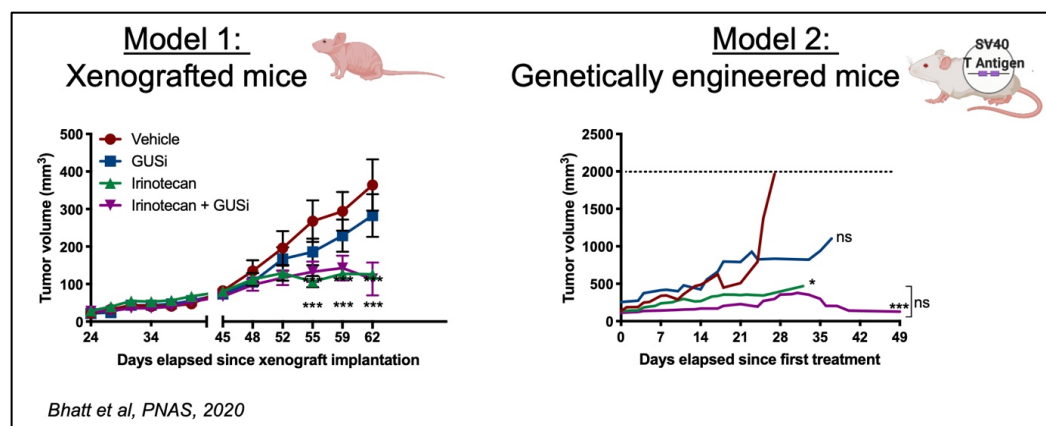 Model 1:
Xenografted mice
Model 2:
Genetically engineered mice
SV40
T Antigen
500
400
300
200
100
0
Tumor volume (mm³)
Vehicle
GUSi
Irinotecan
Irinotecan + GUSi
*** *** ***
*** *** ***
24 34 45 48 52 55 59 62
Days elapsed since xenograft implantation
2500
2000
1500
1000
500
0
Tumor volume (mm³)
ns
*
***
ns
0 7 14 21 28 35 42 49
Days elapsed since first treatment
Bhatt et al, PNAS, 2020